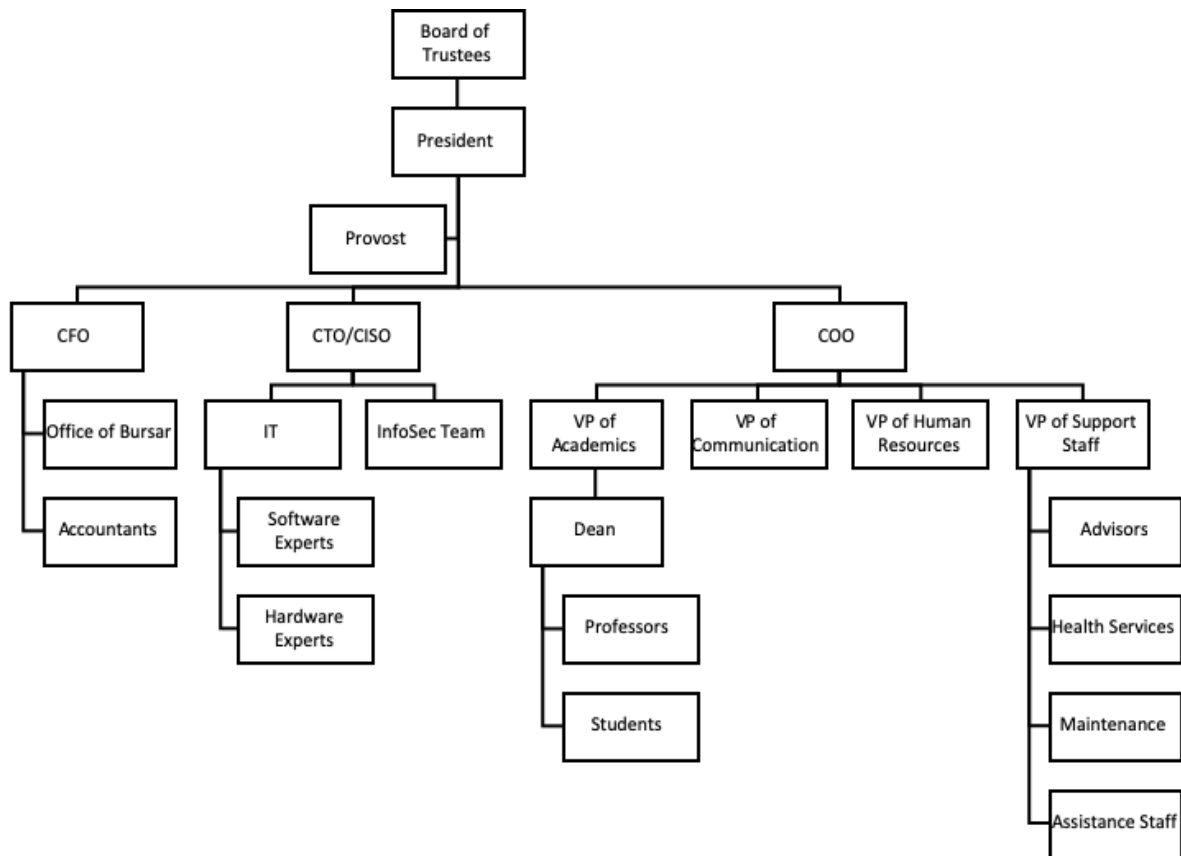 Board of
Trustees
President
Provost
CFO
CTO/CISO
COO
Office of Bursar
IT
InfoSec Team
VP of
Academics
VP of
Communication
VP of Human
Resources
VP of Support
Staff
Accountants
Software
Experts
Dean
Advisors
Hardware
Experts
Professors
Health Services
Students
Maintenance
Assistance Staff